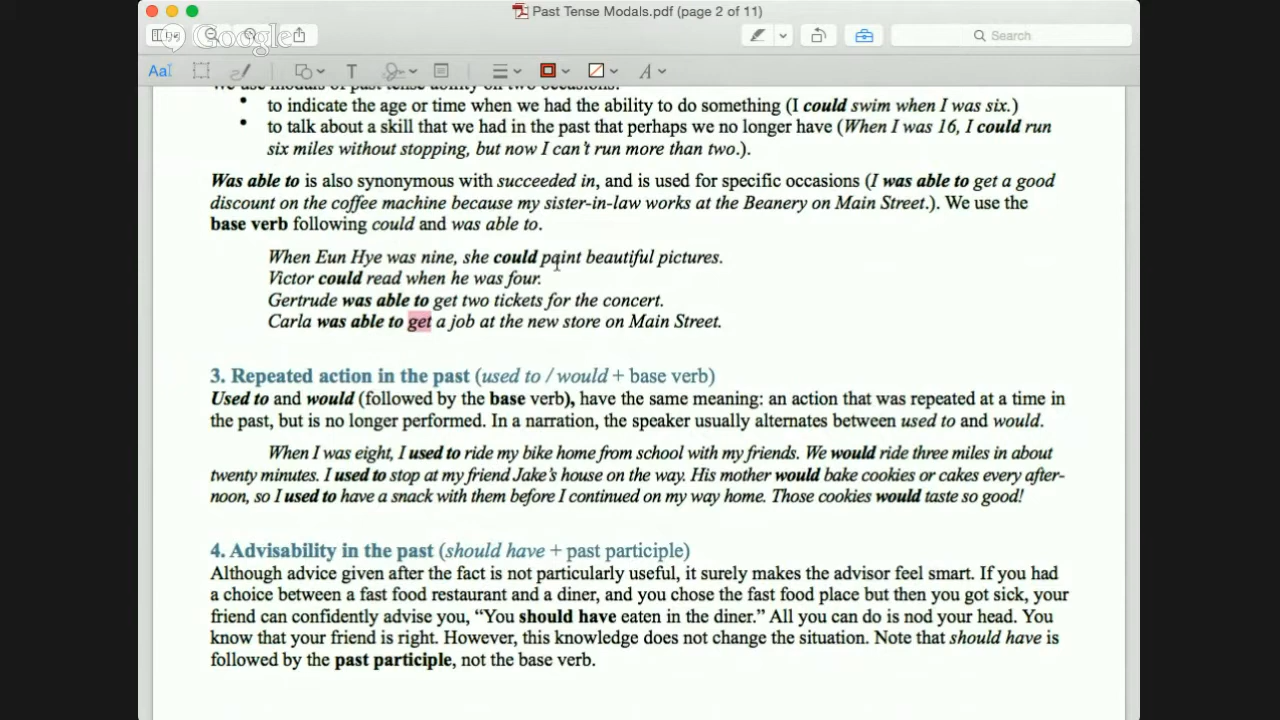 Past Tense Modals.pdf (page 2 of 11)
Google
Search
AaI
T
A
We use modals of past tense ability on two occasions:
• to indicate the age or time when we had the ability to do something (I could swim when I was six.)
• to talk about a skill that we had in the past that perhaps we no longer have (When I was 16, I could run
six miles without stopping, but now I can't run more than two.).
Was able to is also synonymous with succeeded in, and is used for specific occasions (I was able to get a good
discount on the coffee machine because my sister-in-law works at the Beanery on Main Street.). We use the
base verb following could and was able to.
When Eun Hye was nine, she could paint beautiful pictures.
Victor could read when he was four.
Gertrude was able to get two tickets for the concert.
Carla was able to get a job at the new store on Main Street.
3. Repeated action in the past (used to / would + base verb)
Used to and would (followed by the base verb), have the same meaning: an action that was repeated at a time in
the past, but is no longer performed. In a narration, the speaker usually alternates between used to and would.
When I was eight, I used to ride my bike home from school with my friends. We would ride three miles in about
twenty minutes. I used to stop at my friend Jake's house on the way. His mother would bake cookies or cakes every after-
noon, so I used to have a snack with them before I continued on my way home. Those cookies would taste so good!
4. Advisability in the past (should have + past participle)
Although advice given after the fact is not particularly useful, it surely makes the advisor feel smart. If you had
a choice between a fast food restaurant and a diner, and you chose the fast food place but then you got sick, your
friend can confidently advise you, “You should have eaten in the diner.” All you can do is nod your head. You
know that your friend is right. However, this knowledge does not change the situation. Note that should have is
followed by the past participle, not the base verb.